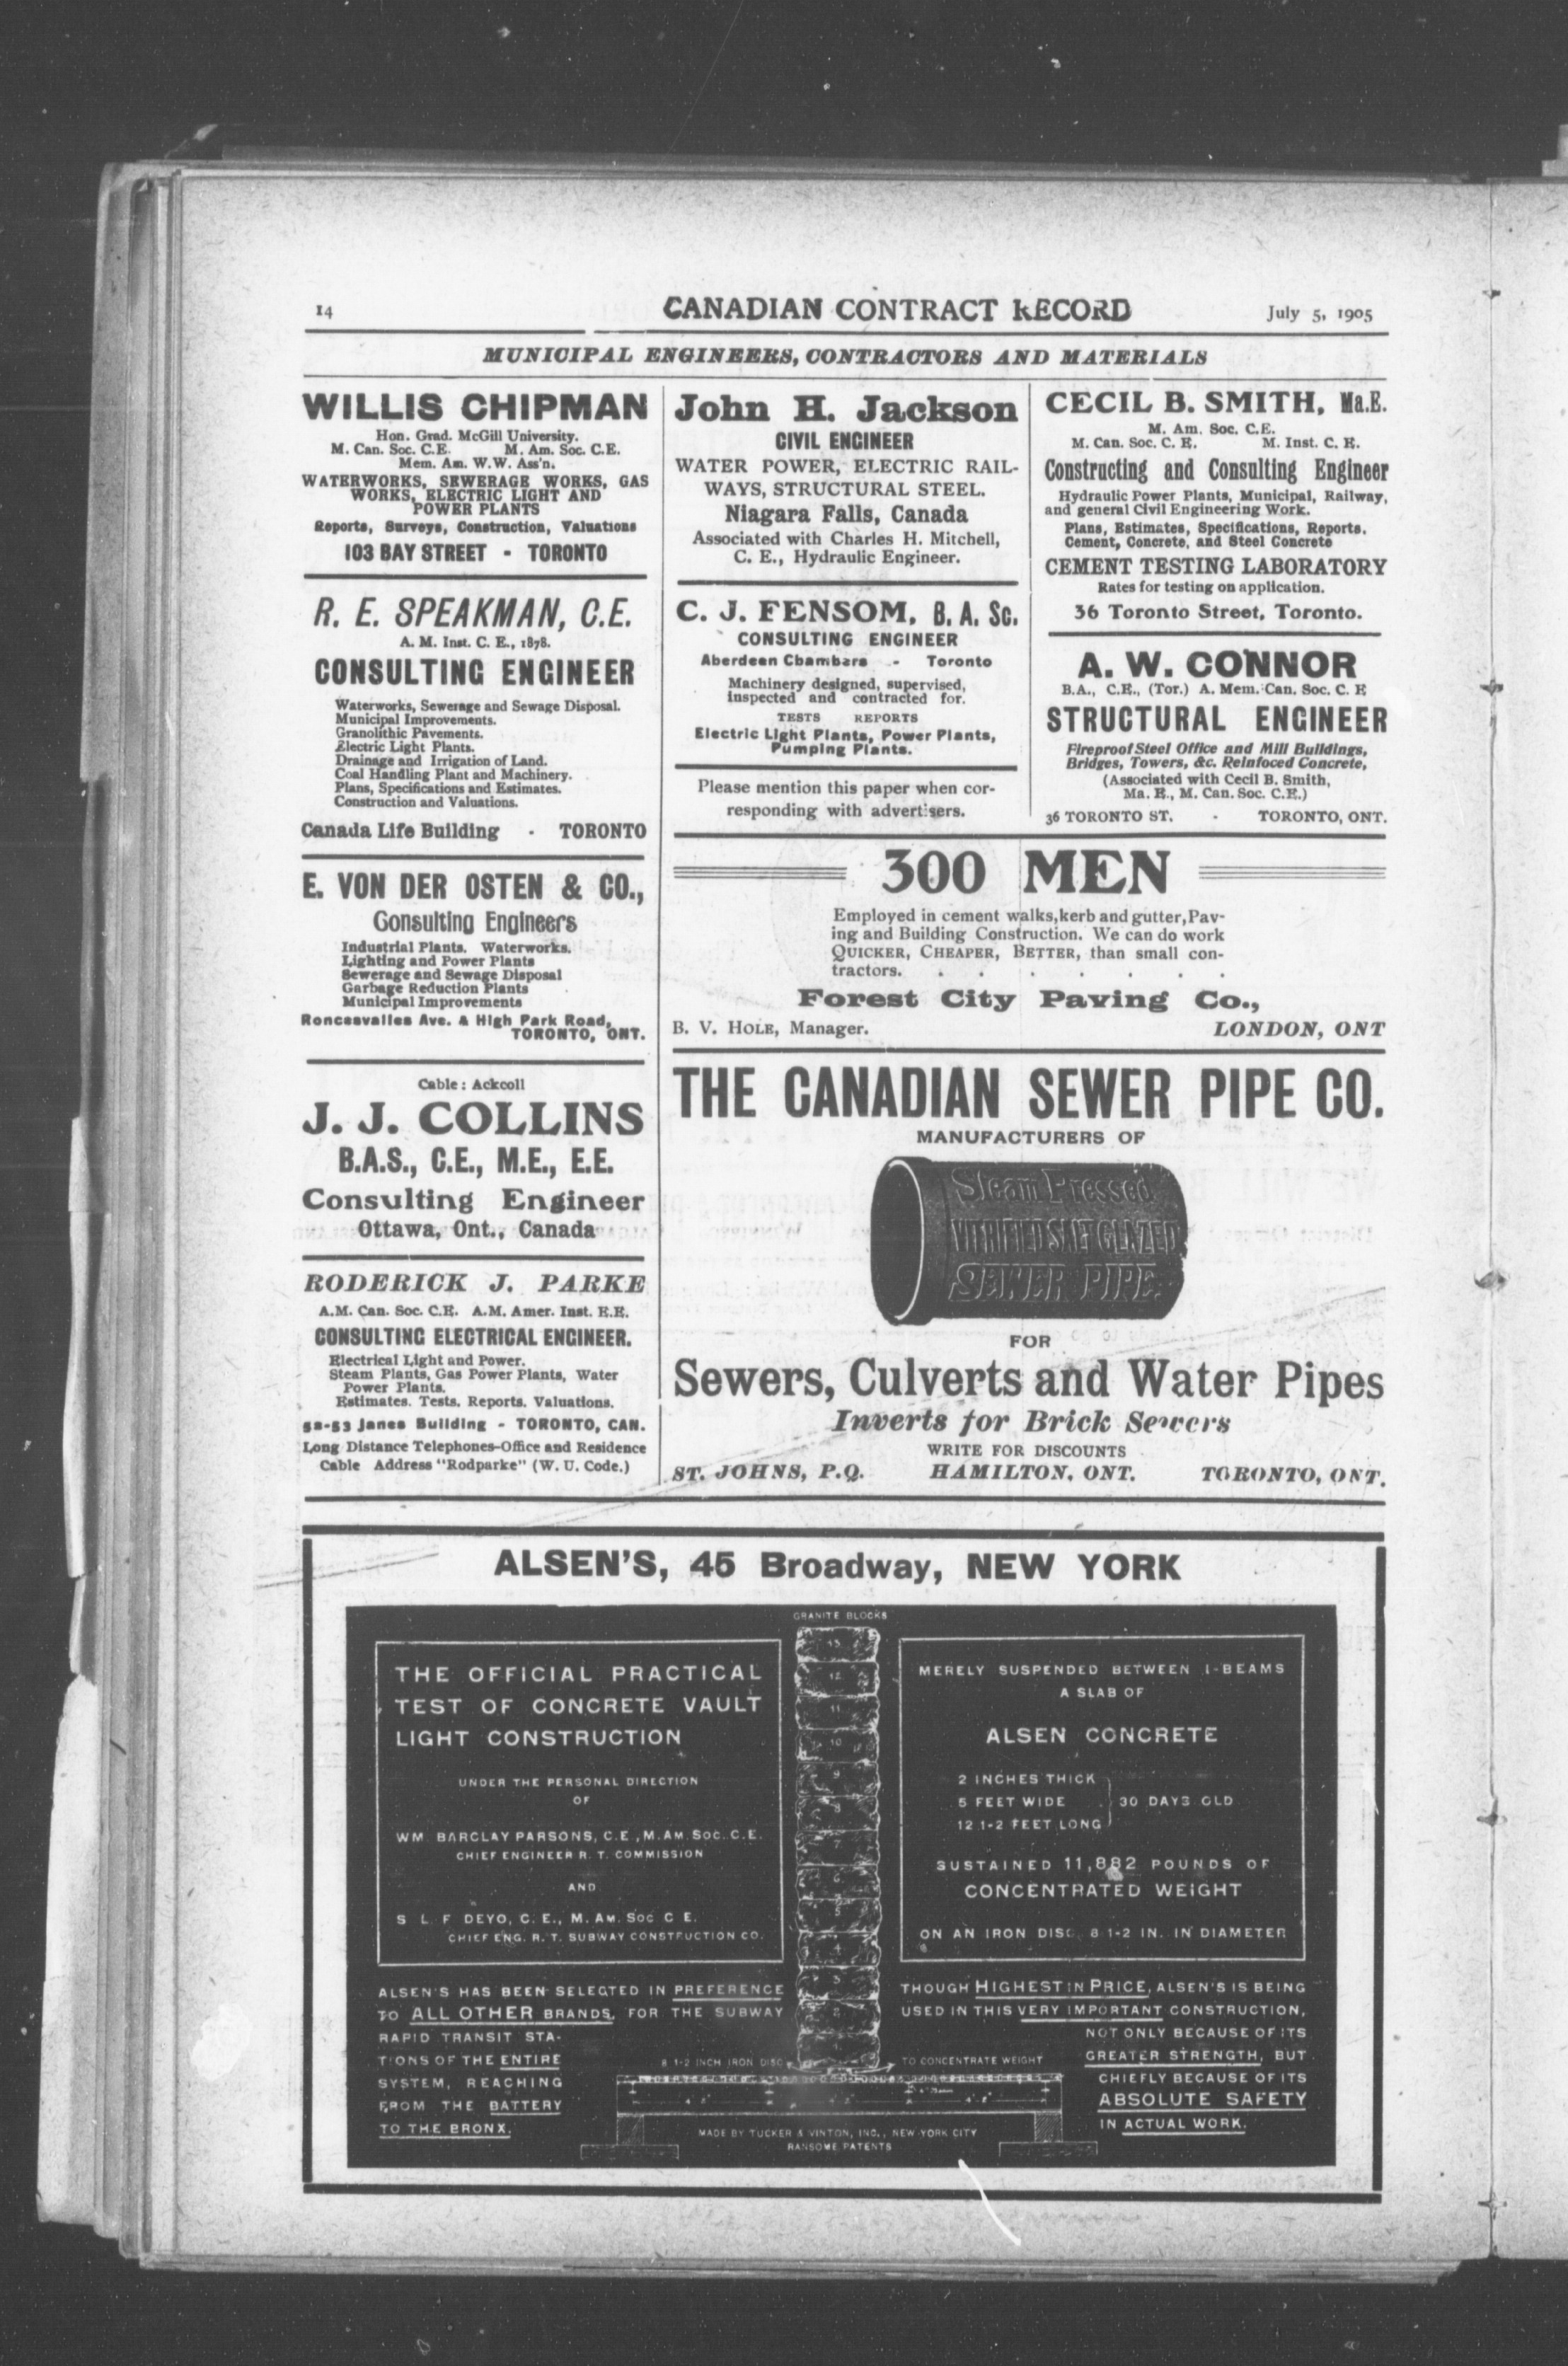 14
CANADIAN CONTRACT RECORD
July 5, 1905
MUNICIPAL ENGINEERS, CONTRACTORS AND MATERIALS
WILLIS CHIPMAN
Hon. Grad. McGill University.
M. Can. Soc. C.E. M. Am. Soc. C.E.
Mem. Am. W.W. Ass'n.
WATERWORKS, SEWERAGE WORKS, GAS
WORKS, ELECTRIC LIGHT AND
POWER PLANTS
Reports, Surveys, Construction, Valuations
103 BAY STREET - TORONTO
R. E. SPEAKMAN, C.E.
A. M. Inst. C. E., 1878.
CONSULTING ENGINEER
Waterworks, Sewerage and Sewage Disposal.
Municipal Improvements.
Granolithic Pavements.
Electric Light Plants.
Drainage and Irrigation of Land.
Coal Handling Plant and Machinery.
Plans, Specifications and Estimates.
Construction and Valuations.
Canada Life Building - TORONTO
E. VON DER OSTEN & CO.,
Consulting Engineers
Industrial Plants. Waterworks.
Lighting and Power Plants
Sewerage and Sewage Disposal
Garbage Reduction Plants
Municipal Improvements
Roncesvalles Ave. & High Park Road,
TORONTO, ONT.
Cable: Ackcoll
J. J. COLLINS
B.A.S., C.E., M.E., E.E.
Consulting Engineer
Ottawa, Ont., Canada
RODERICK J. PARKE
A.M. Can. Soc. C.E. A.M. Amer. Inst. E.E.
CONSULTING ELECTRICAL ENGINEER.
Electrical Light and Power.
Steam Plants, Gas Power Plants, Water
Power Plants.
Estimates. Tests. Reports. Valuations.
52-53 Janes Building - TORONTO, CAN.
Long Distance Telephones-Office and Residence
Cable Address "Rodparke" (W. U. Code.)
John H. Jackson
CIVIL ENGINEER
WATER POWER, ELECTRIC RAIL-
WAYS, STRUCTURAL STEEL.
Niagara Falls, Canada
Associated with Charles H. Mitchell,
C. E., Hydraulic Engineer.
C. J. FENSOM, B. A. Sc.
CONSULTING ENGINEER
Aberdeen Chambers - Toronto
Machinery designed, supervised,
inspected and contracted for.
TESTS REPORTS
Electric Light Plants, Power Plants,
Pumping Plants.
Please mention this paper when cor-
responding with advertisers.
CECIL B. SMITH, Ma.E.
M. Am. Soc. C.E.
M. Can. Soc. C. E. M. Inst. C. E.
Constructing and Consulting Engineer
Hydraulic Power Plants, Municipal, Railway,
and general Civil Engineering Work.
Plans, Estimates, Specifications, Reports.
Cement, Concrete, and Steel Concrete
CEMENT TESTING LABORATORY
Rates for testing on application.
36 Toronto Street, Toronto.
A. W. CONNOR
B.A., C.E., (Tor.) A. Mem. Can. Soc. C. E
STRUCTURAL ENGINEER
Fireproof Steel Office and Mill Buildings,
Bridges, Towers, &c. Reinfoced Concrete,
(Associated with Cecil B. Smith,
Ma. E., M. Can. Soc. C.E.)
36 TORONTO ST. - TORONTO, ONT.
300 MEN
Employed in cement walks, kerb and gutter, Pav-
ing and Building Construction. We can do work
QUICKER, CHEAPER, BETTER, than small con-
tractors. . . . . . . .
Forest City Paving Co.,
B. V. HOLE, Manager. LONDON, ONT
THE CANADIAN SEWER PIPE CO.
MANUFACTURERS OF
Steam Pressed
VITRIFIED SALT GLAZED
SEWER PIPE
FOR
Sewers, Culverts and Water Pipes
Inverts for Brick Sewers
WRITE FOR DISCOUNTS
ST. JOHNS, P.Q. HAMILTON, ONT. TORONTO, ONT.
ALSEN'S, 45 Broadway, NEW YORK
THE OFFICIAL PRACTICAL
TEST OF CONCRETE VAULT
LIGHT CONSTRUCTION
UNDER THE PERSONAL DIRECTION
OF
WM BARCLAY PARSONS, C.E., M. AM. SOC. C.E.
CHIEF ENGINEER R. T. COMMISSION
AND
S L F DEYO, C. E., M. AM. SOC C E.
CHIEF ENG. R. T. SUBWAY CONSTRUCTION CO.
GRANITE BLOCKS
13
12
11
10
9
8
7
6
5
4
3
2
1
MERELY SUSPENDED BETWEEN I-BEAMS
A SLAB OF
ALSEN CONCRETE
2 INCHES THICK
5 FEET WIDE
12 1-2 FEET LONG
30 DAYS OLD
SUSTAINED 11,882 POUNDS OF
CONCENTRATED WEIGHT
ON AN IRON DISC 8 1-2 IN. IN DIAMETER
ALSEN'S HAS BEEN SELECTED IN PREFERENCE
TO ALL OTHER BRANDS, FOR THE SUBWAY
RAPID TRANSIT STA-
TIONS OF THE ENTIRE
SYSTEM, REACHING
FROM THE BATTERY
TO THE BRONX.
THOUGH HIGHEST IN PRICE, ALSEN'S IS BEING
USED IN THIS VERY IMPORTANT CONSTRUCTION,
NOT ONLY BECAUSE OF ITS
GREATER STRENGTH, BUT
CHIEFLY BECAUSE OF ITS
ABSOLUTE SAFETY
IN ACTUAL WORK.
8 1-2 INCH IRON DISC
TO CONCENTRATE WEIGHT
MADE BY TUCKER & VINTON, INC., NEW YORK CITY
RANSOME PATENTS